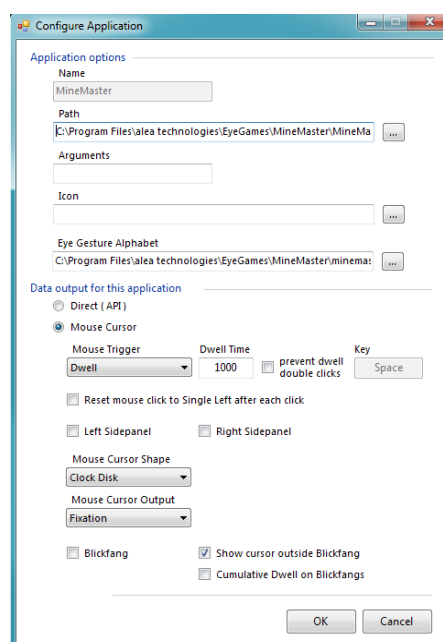 Configure Application
Application options
Name
MineMaster
Path
C:\Program Files\alea technologies\EyeGames\MineMaster\MineMa
...
Arguments
Icon
...
Eye Gesture Alphabet
C:\Program Files\alea technologies\EyeGames\MineMaster\minemas
...
Data output for this application
Direct ( API )
Mouse Cursor
Mouse Trigger Dwell Time Key
Dwell 1000 prevent dwell double clicks Space
Reset mouse click to Single Left after each click
Left Sidepanel Right Sidepanel
Mouse Cursor Shape
Clock Disk
Mouse Cursor Output
Fixation
Blickfang Show cursor outside Blickfang
Cumulative Dwell on Blickfangs
OK Cancel